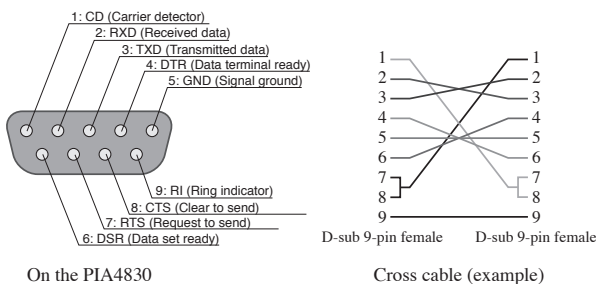 1: CD (Carrier detector)
2: RXD (Received data)
3: TXD (Transmitted data)
4: DTR (Data terminal ready)
5: GND (Signal ground)
9: RI (Ring indicator)
8: CTS (Clear to send)
7: RTS (Request to send)
6: DSR (Data set ready)
On the PIA4830
1 1
2 2
3 3
4 4
5 5
6 6
7 7
8 8
9 9
D-sub 9-pin female D-sub 9-pin female
Cross cable (example)